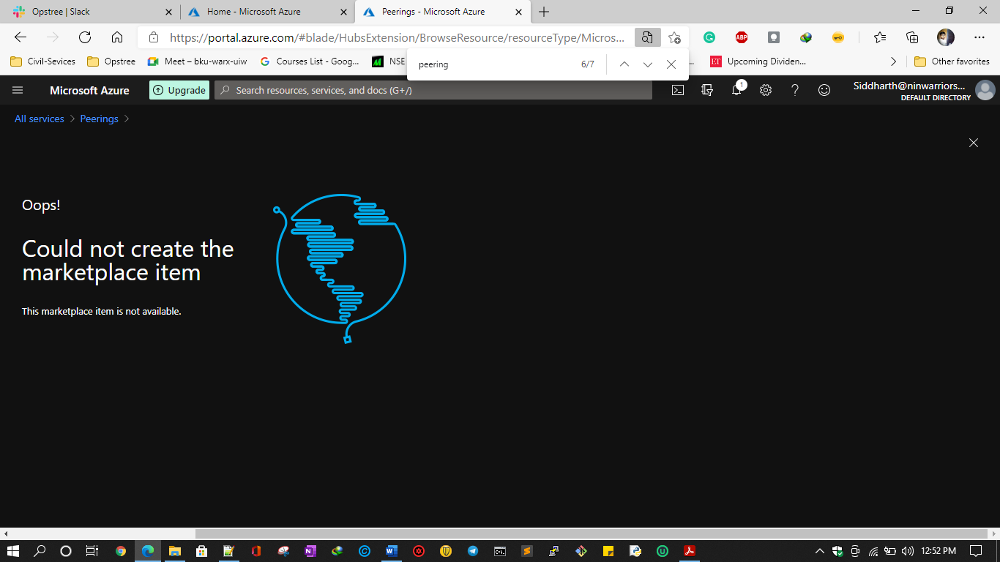 Opstree | Slack
Home - Microsoft Azure
Peerings - Microsoft Azure
https://portal.azure.com/#blade/HubsExtension/BrowseResource/resourceType/Micros...
ABP
Civil-Sevices
Opstree
Meet – bku-warx-uiw
Courses List - Goog...
NSE
ET
Upcoming Dividen...
Other favorites
peering
6/7
Microsoft Azure
Upgrade
Search resources, services, and docs (G+/)
1
Siddharth@ninwarriors...
DEFAULT DIRECTORY
All services > Peerings >
Oops!
Could not create the
marketplace item
This marketplace item is not available.
12:52 PM